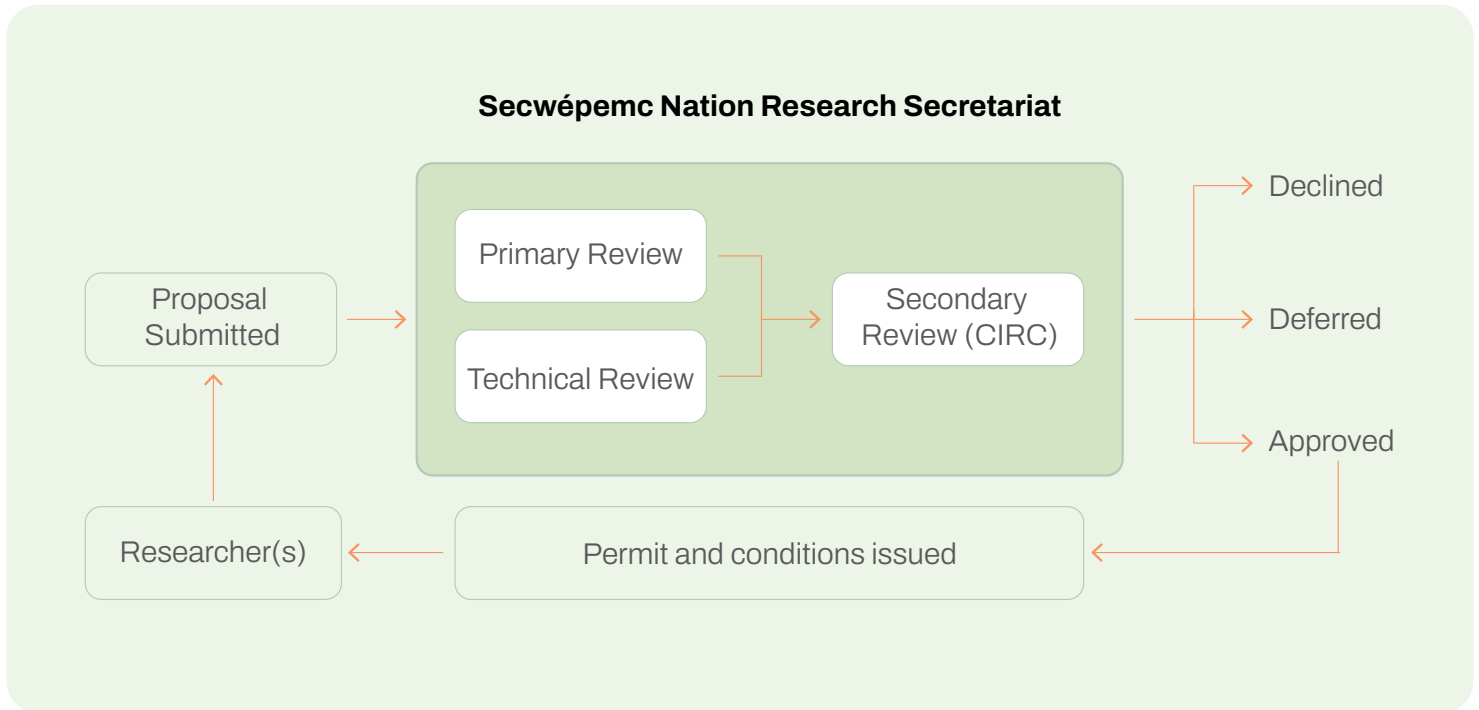 Secwépemc Nation Research Secretariat
Proposal
Submitted
Primary Review
Technical Review
Secondary
Review (CIRC)
Declined
Deferred
Approved
Permit and conditions issued
Researcher(s)